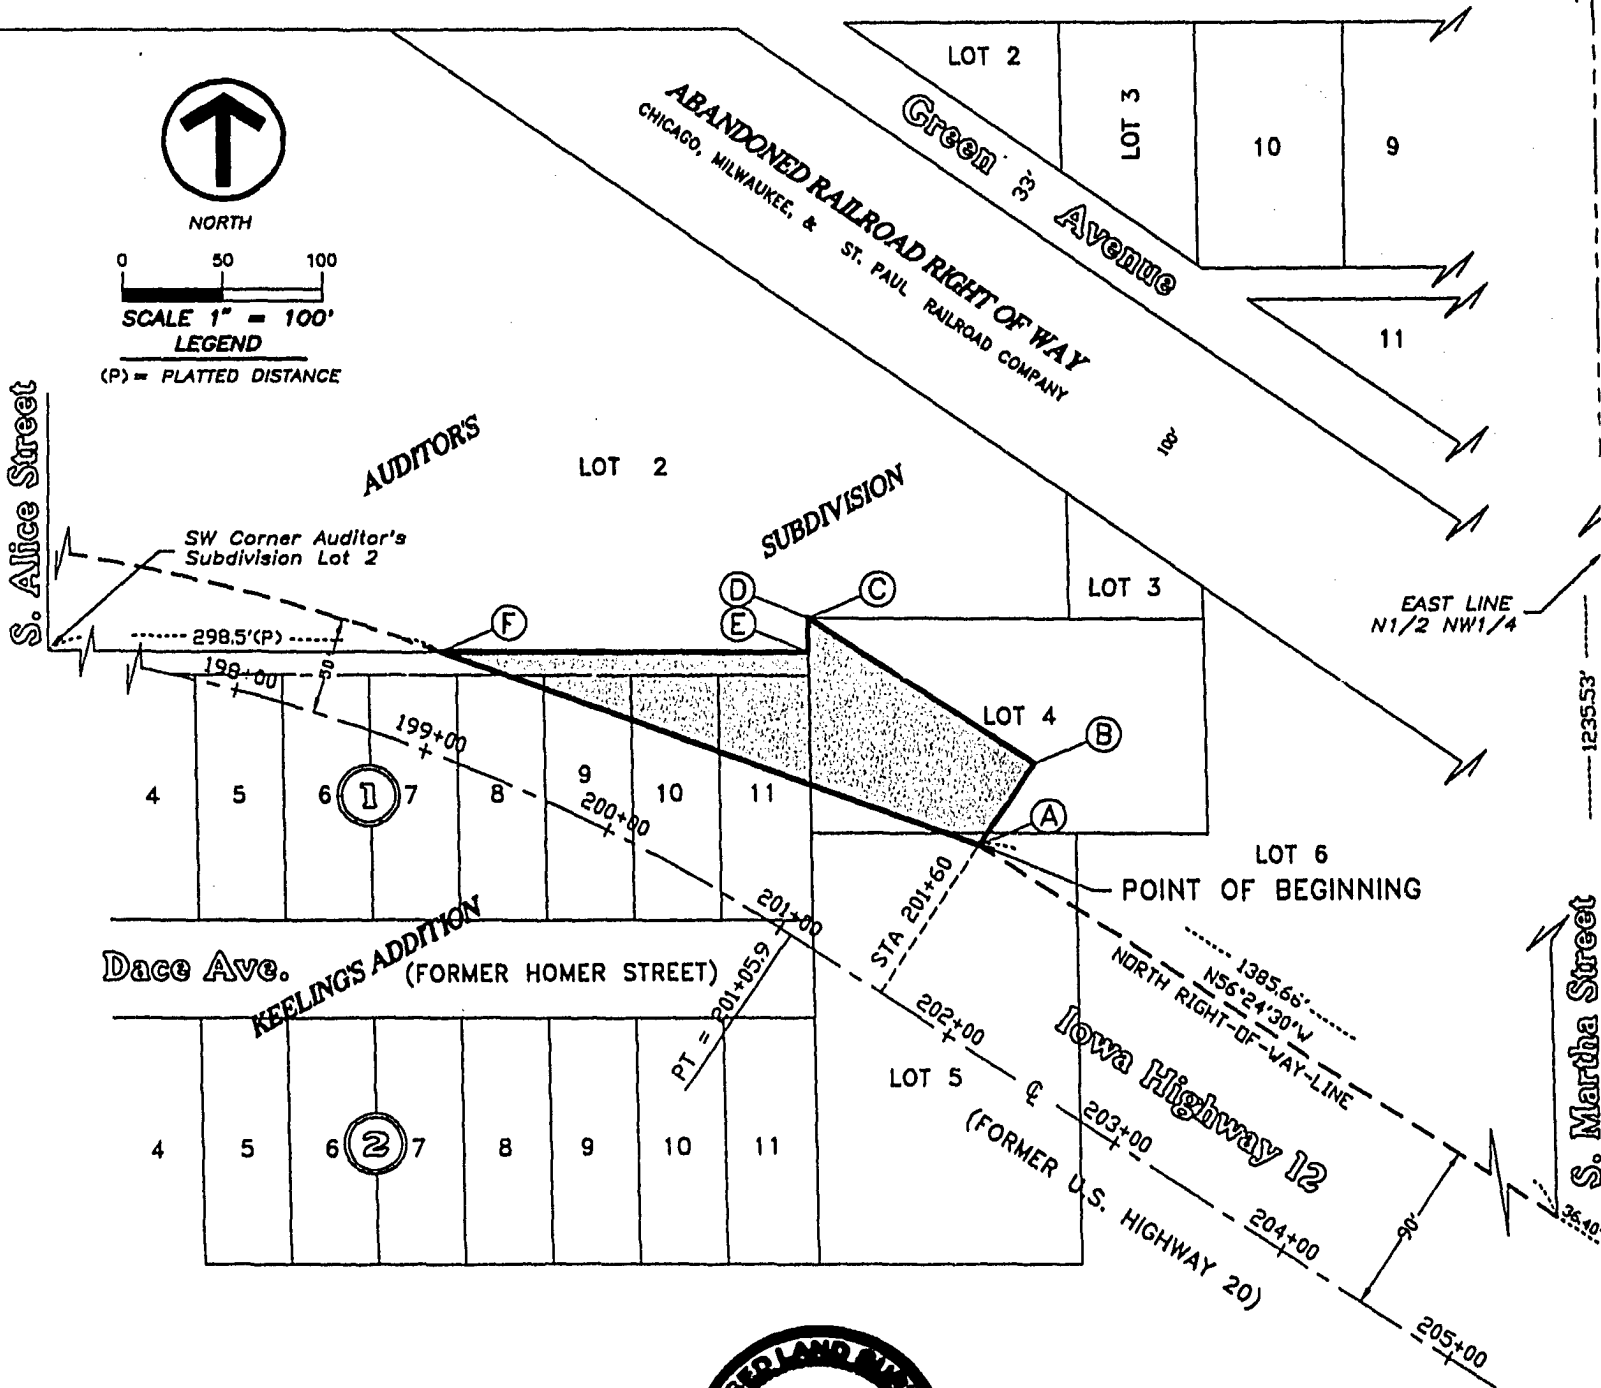 LOT 2
LOT 3
10
9
Green 33' Avenue
ABANDONED RAILROAD RIGHT OF WAY
CHICAGO, MILWAUKEE, & ST. PAUL RAILROAD COMPANY
NORTH
0 50 100
SCALE 1" = 100'
LEGEND
(P) = PLATTED DISTANCE
11
100'
S. Alice Street
AUDITOR'S
LOT 2
SUBDIVISION
SW Corner Auditor's
Subdivision Lot 2
D
C
E
F
LOT 3
EAST LINE
N1/2 NW1/4
1235.53'
298.5'(P)
198+00
50
199+00
LOT 4
B
A
4
5
6
1
7
8
9
10
11
200+00
201+00
LOT 6
POINT OF BEGINNING
STA 201+60
PT = 201+05.9
Dace Ave.
(FORMER HOMER STREET)
KEELING'S ADDITION
1385.66'
N56°24'30"W
NORTH RIGHT-OF-WAY-LINE
S. Martha Street
202+00
LOT 5
℄
Iowa Highway 12
(FORMER U.S. HIGHWAY 20)
203+00
4
5
6
2
7
8
9
10
11
204+00
90'
36.40'
205+00
LAND